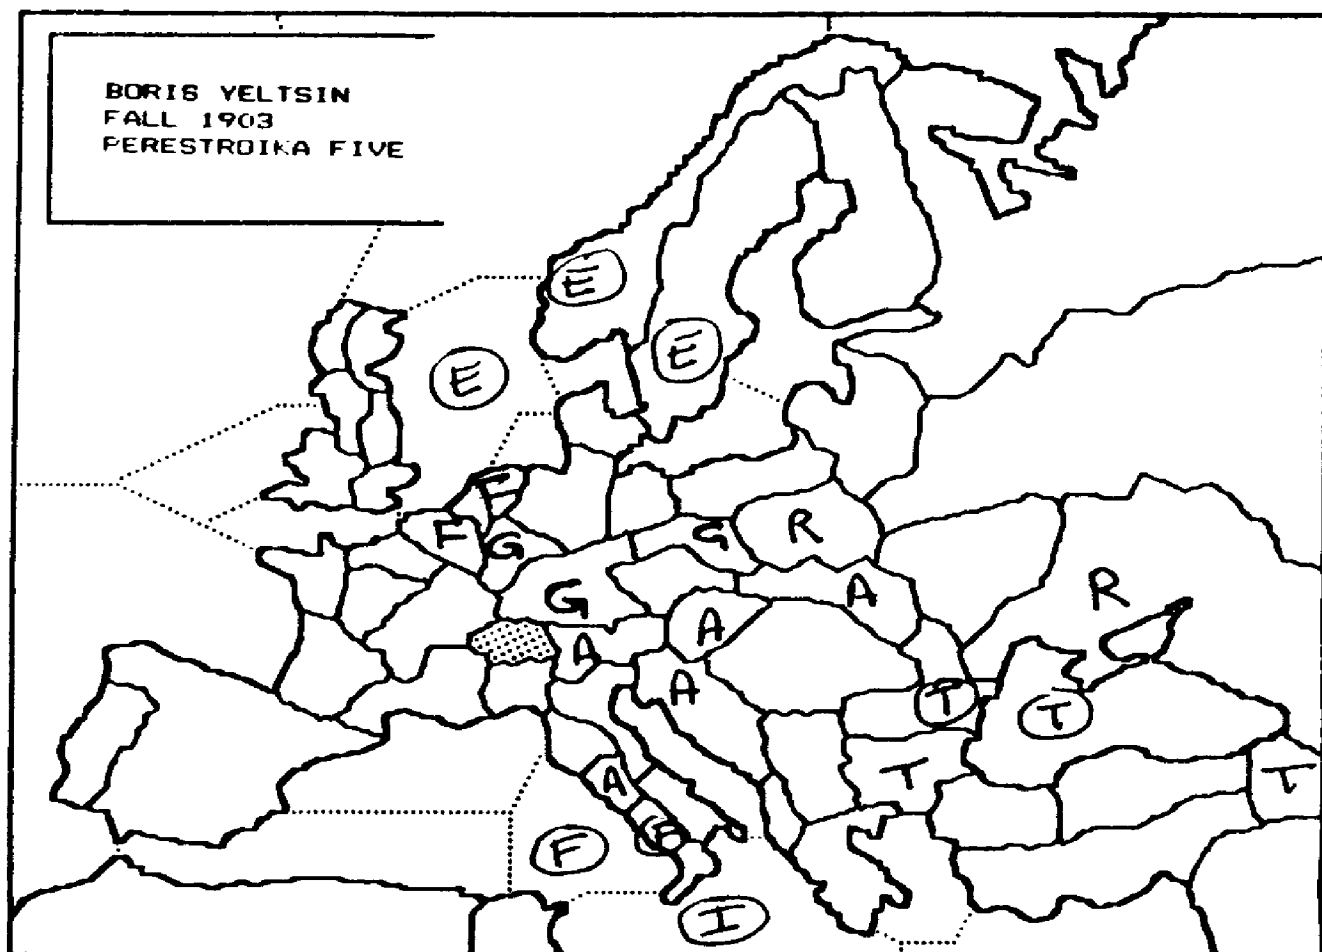 BORIS YELTSIN
FALL 1903
PERESTROIKA FIVE
E
E
E
F
F G G R
G A R
A A
A T T
A T T
F
I